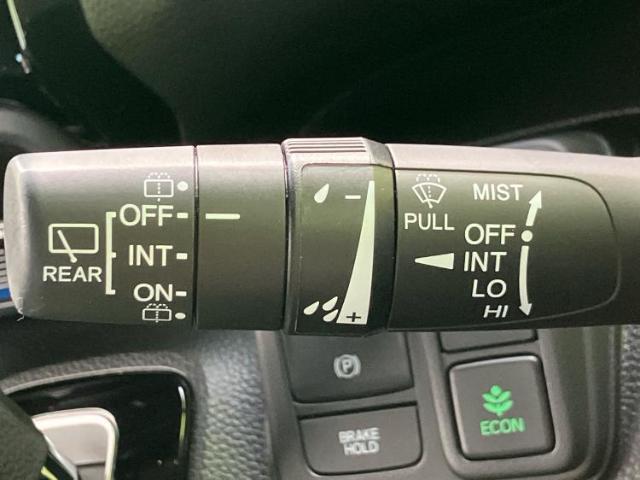 REAR
OFF
INT
ON
−
+
PULL
MIST
OFF
INT
LO
HI
P
BRAKE
HOLD
ECON